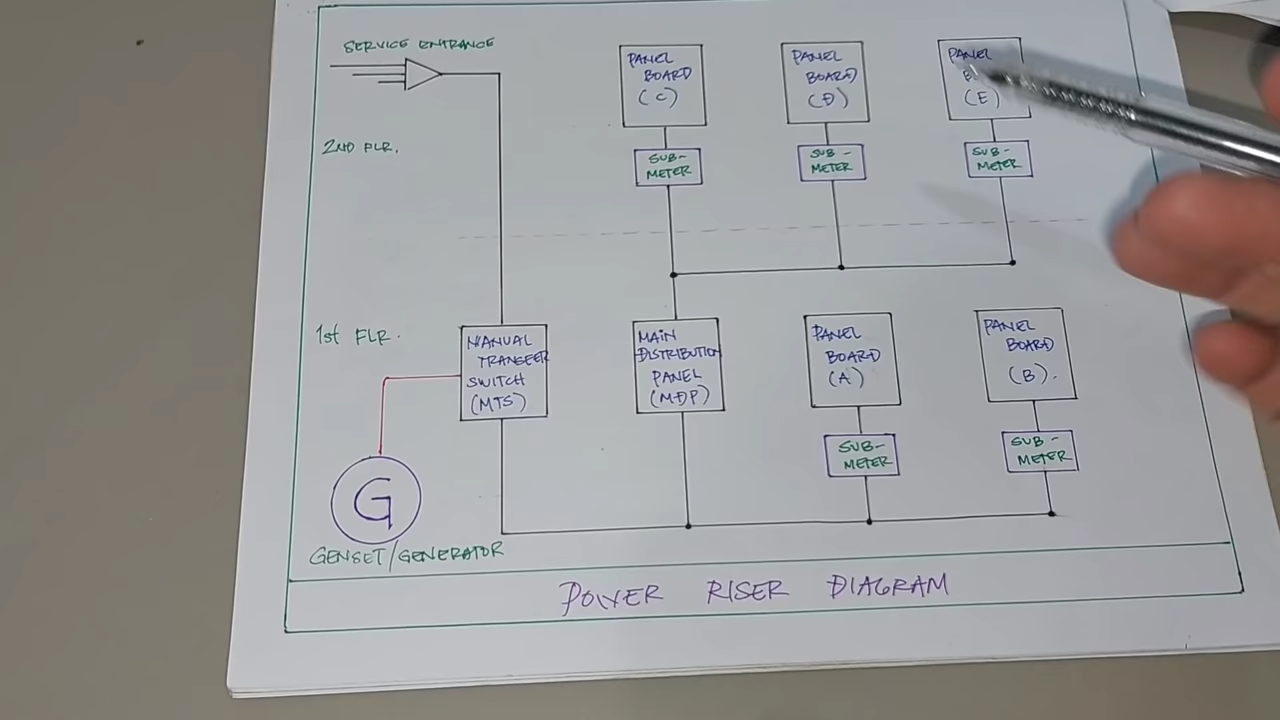 SERVICE ENTRANCE
PANEL
BOARD
(C)
PANEL
BOARD
(D)
PANEL
(E)
2ND FLR.
SUB-
METER
SUB-
METER
SUB-
METER
1st FLR.
MANUAL
TRANSFER
SWITCH
(MTS)
MAIN
DISTRIBUTION
PANEL
(MDP)
PANEL
BOARD
(A)
PANEL
BOARD
(B).
SUB-
METER
SUB-
METER
G
GENSET/GENERATOR
POWER RISER DIAGRAM